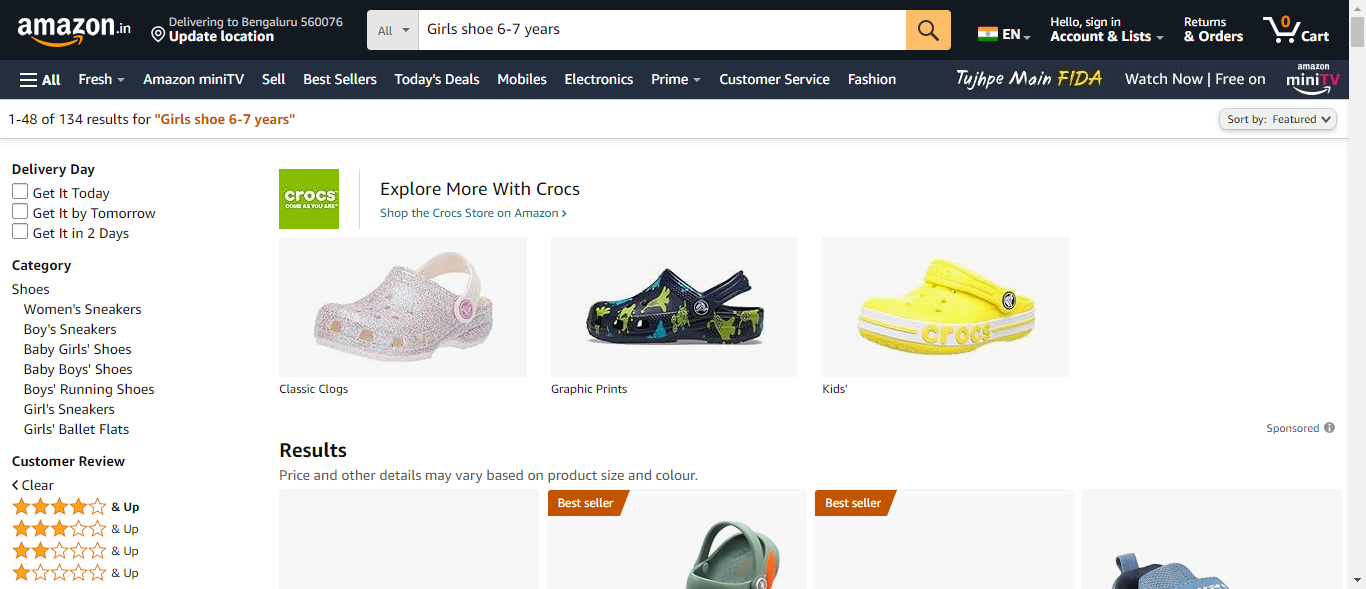 amazon.in
Delivering to Bengaluru 560076
Update location
All
Girls shoe 6-7 years
EN
Hello, sign in
Account & Lists
Returns
& Orders
0
Cart
All
Fresh
Amazon miniTV
Sell
Best Sellers
Today's Deals
Mobiles
Electronics
Prime
Customer Service
Fashion
Tujhpe Main FIDA
Watch Now | Free on
amazon
miniTV
1-48 of 134 results for "Girls shoe 6-7 years"
Sort by: Featured
Delivery Day
Get It Today
Get It by Tomorrow
Get It in 2 Days
Category
Shoes
Women's Sneakers
Boy's Sneakers
Baby Girls' Shoes
Baby Boys' Shoes
Boys' Running Shoes
Girl's Sneakers
Girls' Ballet Flats
Customer Review
Clear
& Up
& Up
& Up
& Up
crocs™
COME AS YOU ARE™
Explore More With Crocs
Shop the Crocs Store on Amazon
crocs
Classic Clogs
Graphic Prints
Kids'
Sponsored
Results
Price and other details may vary based on product size and colour.
Best seller
Best seller